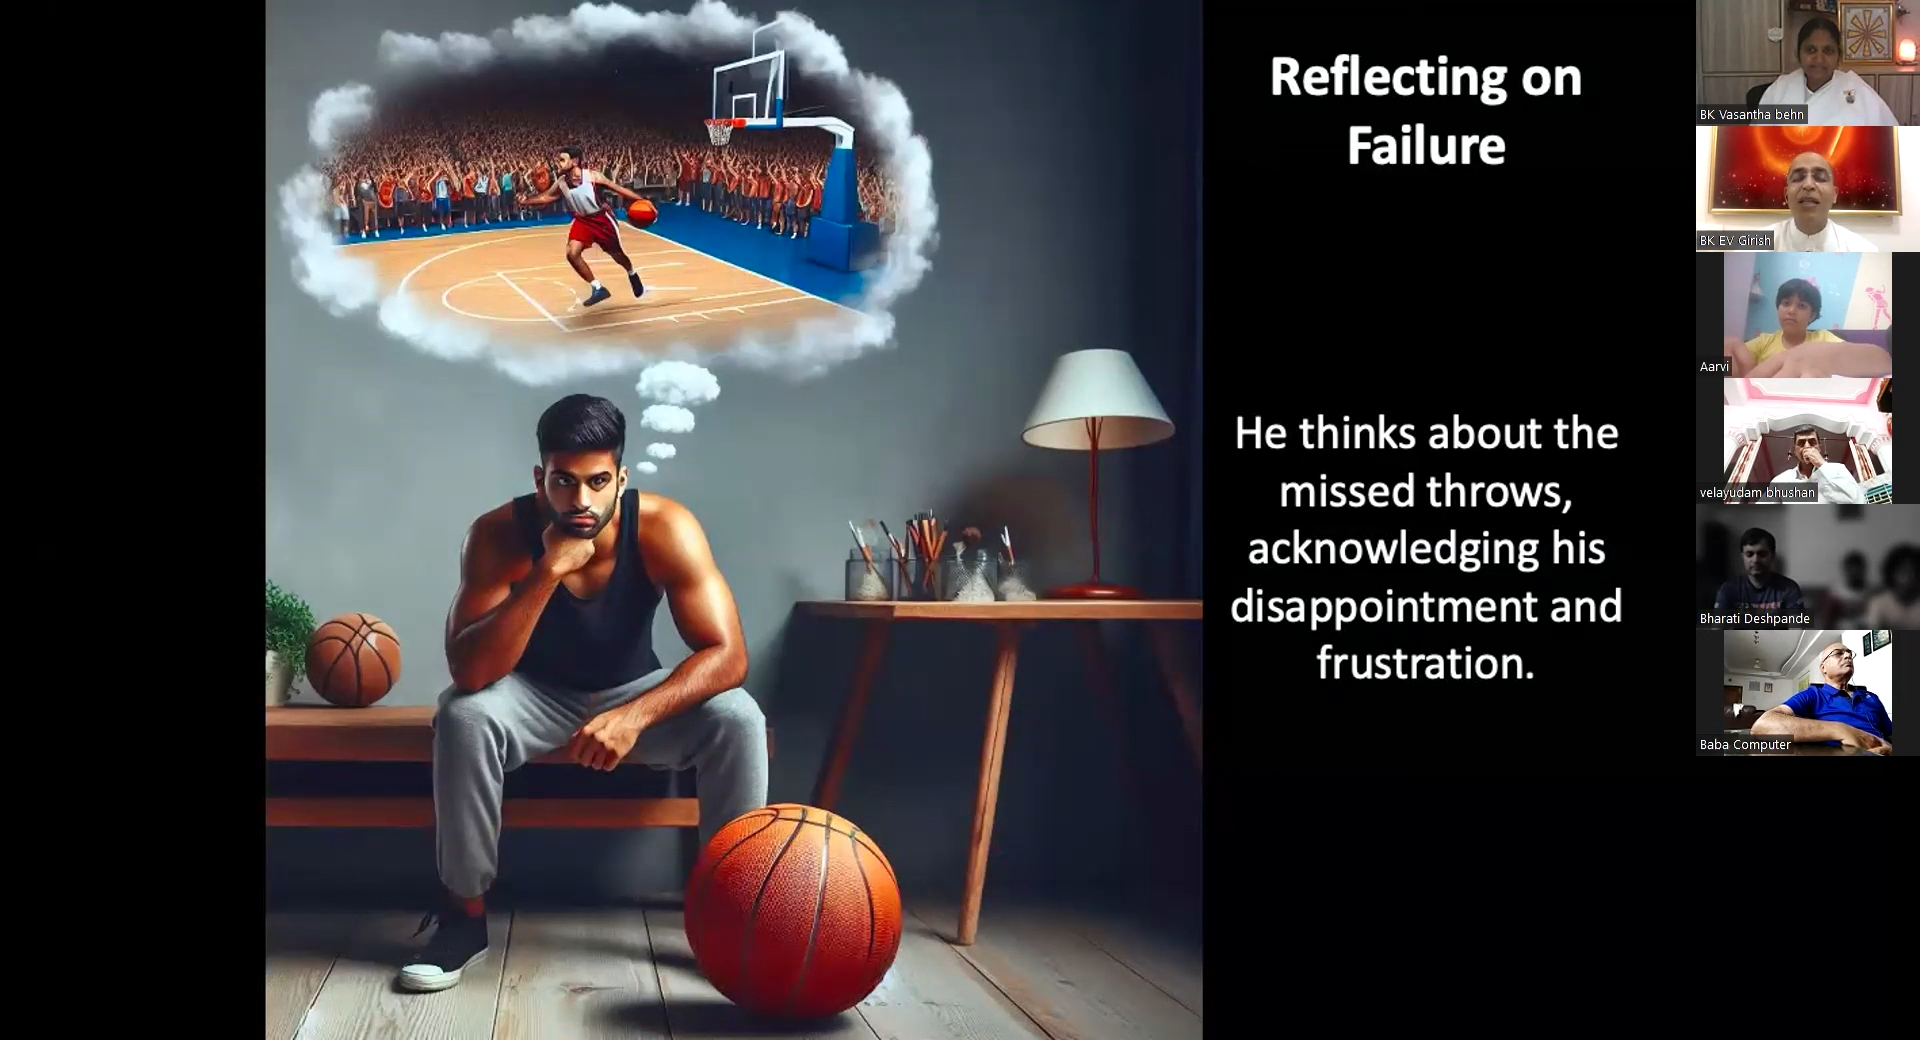 Reflecting on
Failure
He thinks about the
missed throws,
acknowledging his
disappointment and
frustration.
BK Vasantha behn
BK EV Girish
Aarvi
velayudam bhushan
Bharati Deshpande
Baba Computer